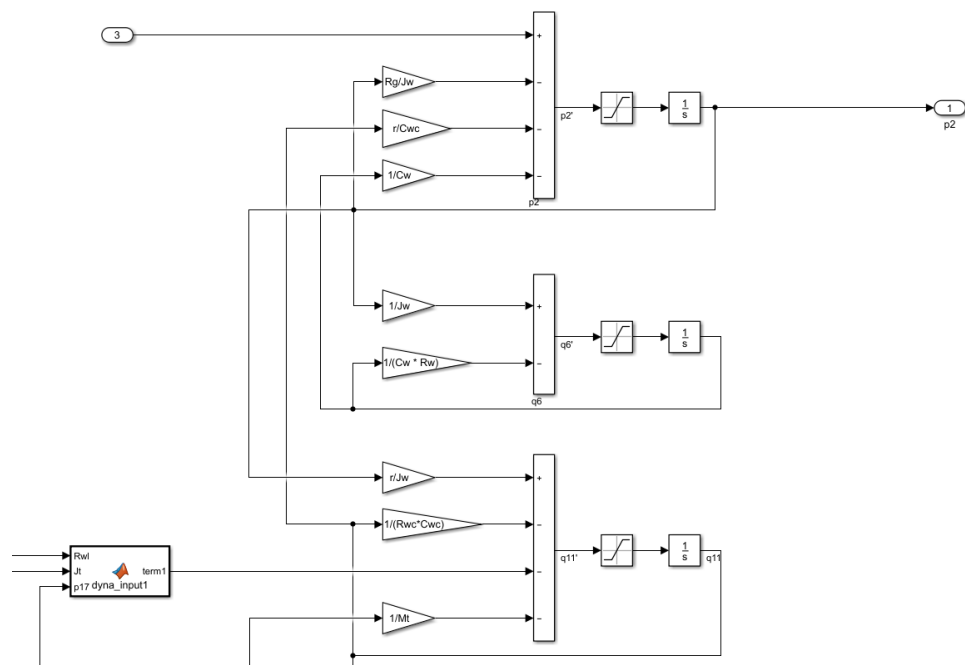 3
+
Rg/Jw
−
r/Cwc
−
1/Cw
−
p2'
1
s
1
p2
p2
1/Jw
+
1/(Cw * Rw)
−
q6'
1
s
q6
r/Jw
+
1/(Rwc*Cwc)
−
q11'
1
s
q11
Rwl
Jt
p17
term1
dyna_input1
−
1/Mt
−